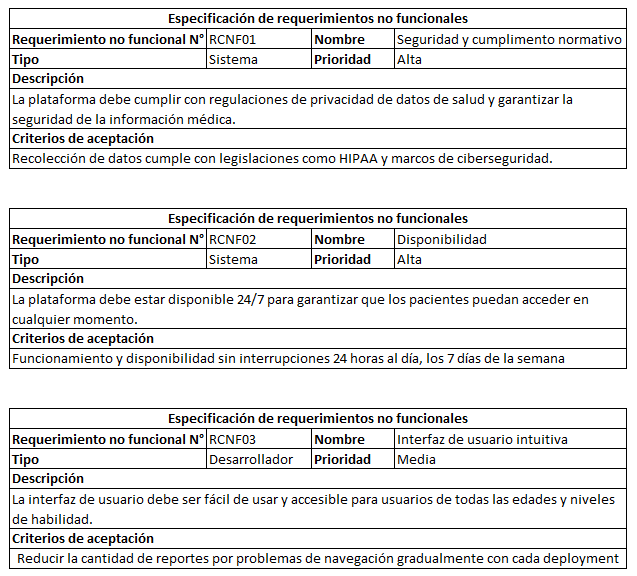 Especificación de requerimientos no funcionales
Requerimiento no funcional N° RCNF01 Nombre Seguridad y cumplimento normativo
Tipo Sistema Prioridad Alta
Descripción
La plataforma debe cumplir con regulaciones de privacidad de datos de salud y garantizar la
seguridad de la información médica.
Criterios de aceptación
Recolección de datos cumple con legislaciones como HIPAA y marcos de ciberseguridad.
Especificación de requerimientos no funcionales
Requerimiento no funcional N° RCNF02 Nombre Disponibilidad
Tipo Sistema Prioridad Alta
Descripción
La plataforma debe estar disponible 24/7 para garantizar que los pacientes puedan acceder en
cualquier momento.
Criterios de aceptación
Funcionamiento y disponibilidad sin interrupciones 24 horas al día, los 7 días de la semana
Especificación de requerimientos no funcionales
Requerimiento no funcional N° RCNF03 Nombre Interfaz de usuario intuitiva
Tipo Desarrollador Prioridad Media
Descripción
La interfaz de usuario debe ser fácil de usar y accesible para usuarios de todas las edades y niveles
de habilidad.
Criterios de aceptación
Reducir la cantidad de reportes por problemas de navegación gradualmente con cada deployment